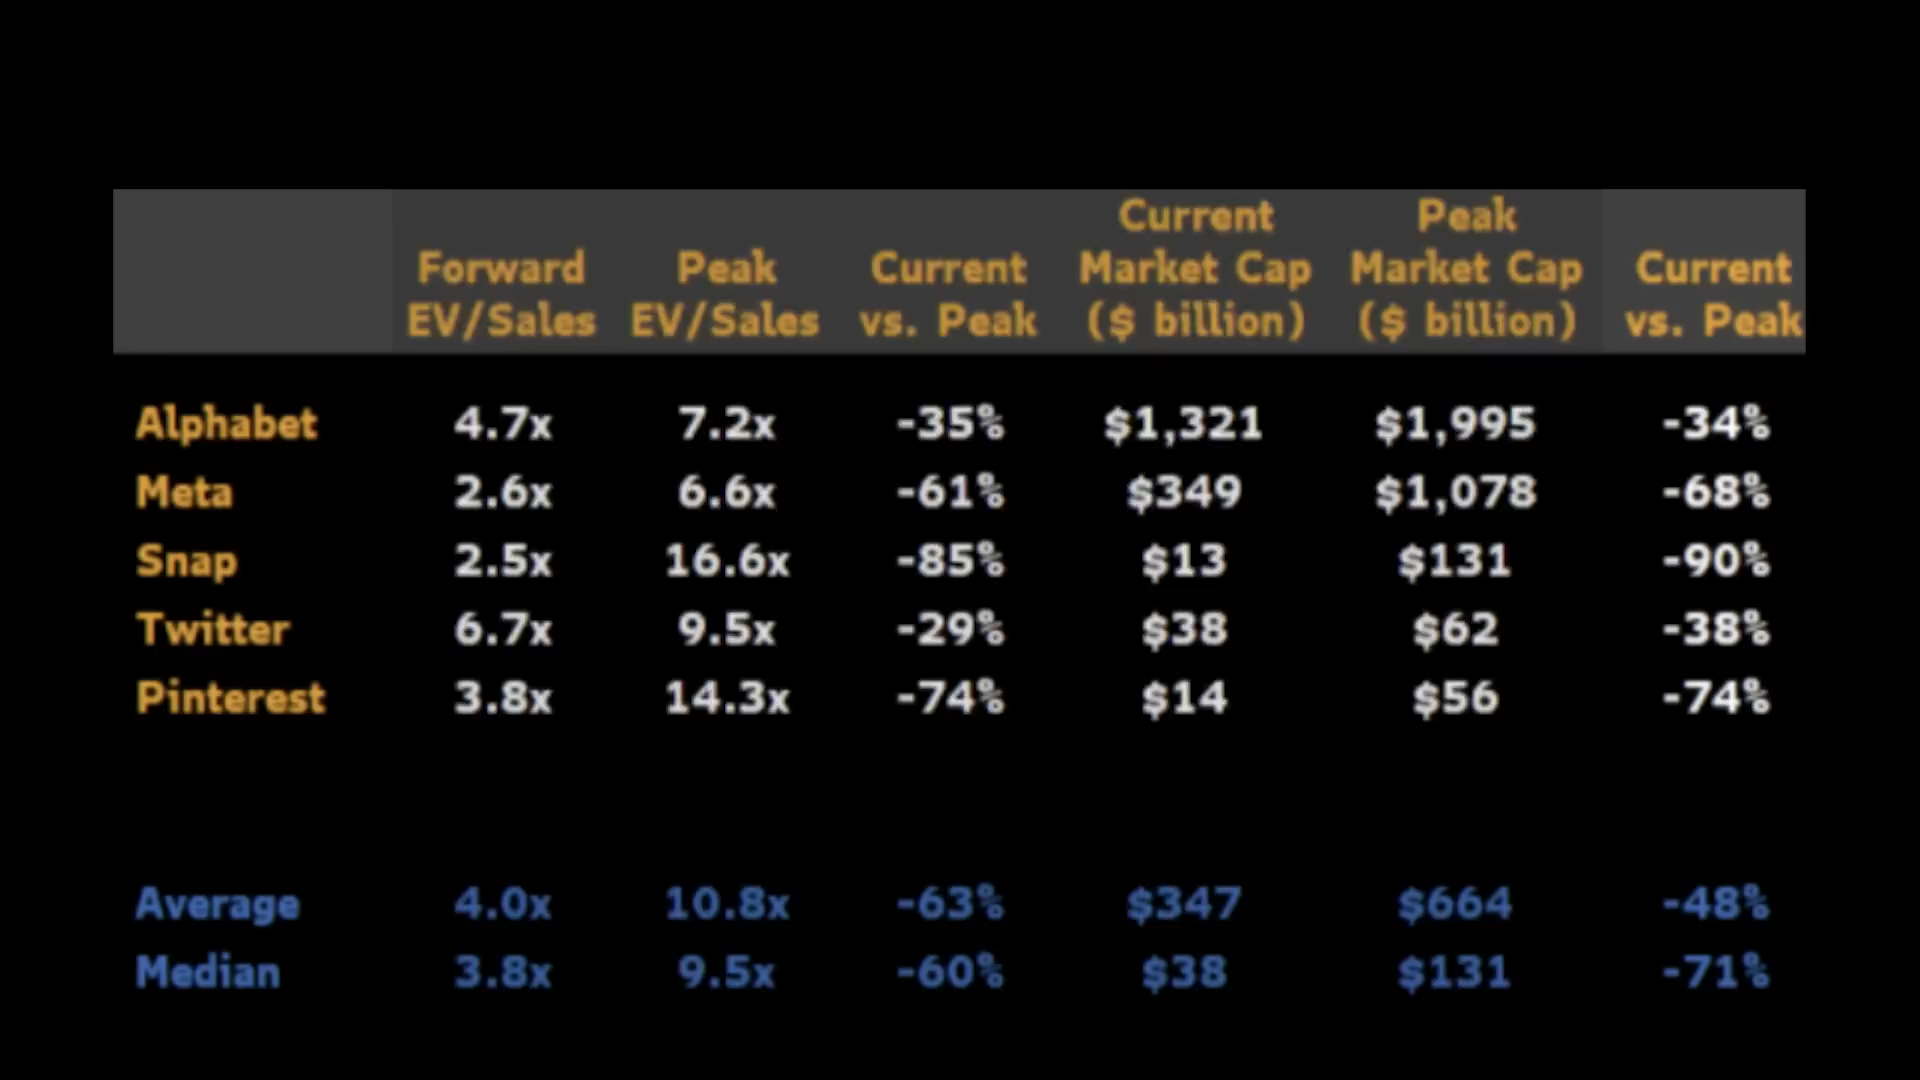 Current Peak
Forward Peak Current Market Cap Market Cap Current
EV/Sales EV/Sales vs. Peak ($ billion) ($ billion) vs. Peak
Alphabet 4.7x 7.2x -35% $1,321 $1,995 -34%
Meta 2.6x 6.6x -61% $349 $1,078 -68%
Snap 2.5x 16.6x -85% $13 $131 -90%
Twitter 6.7x 9.5x -29% $38 $62 -38%
Pinterest 3.8x 14.3x -74% $14 $56 -74%
Average 4.0x 10.8x -63% $347 $664 -48%
Median 3.8x 9.5x -60% $38 $131 -71%